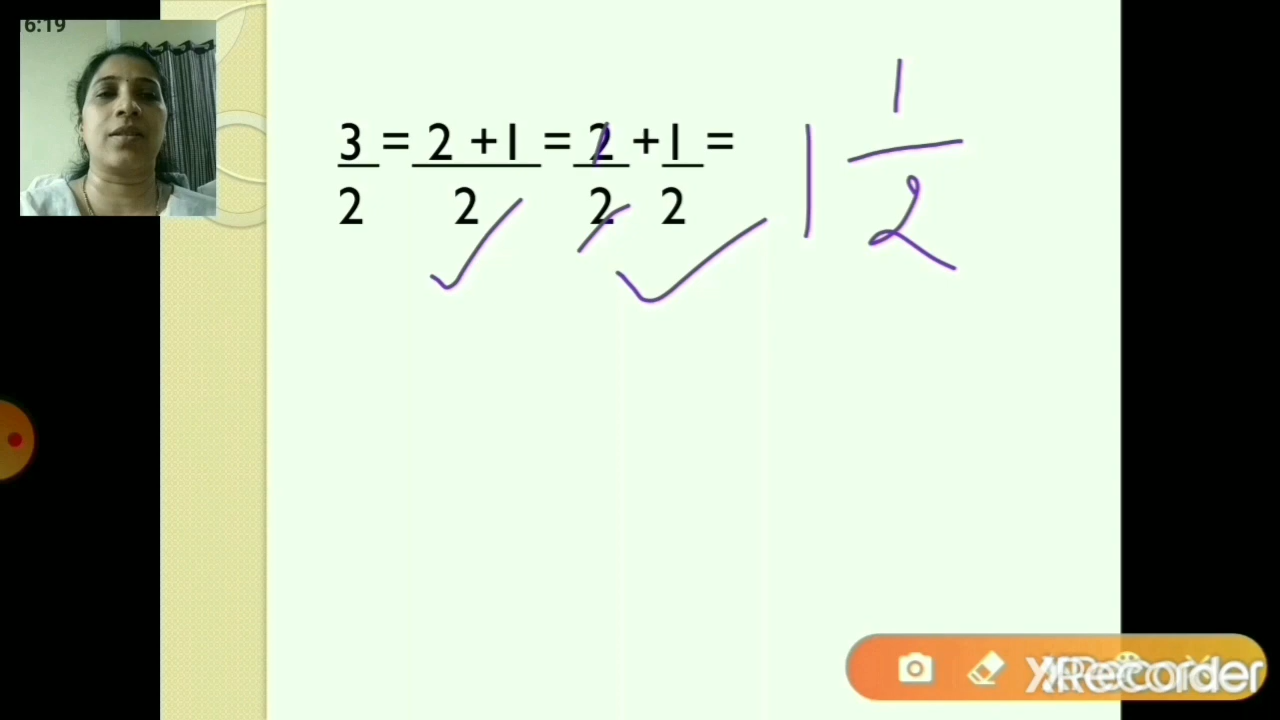 6:19
3 = 2 +1 = 2 +1 = 1 1/2
2 2 2 2
XRecorder